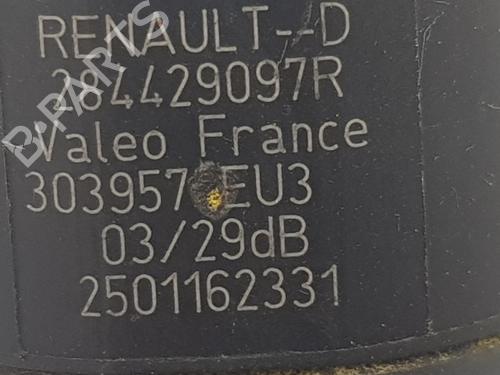 RENAULT--D
284429097R
Valeo France
303957 EU3
03/29dB
2501162331
B-PARTS